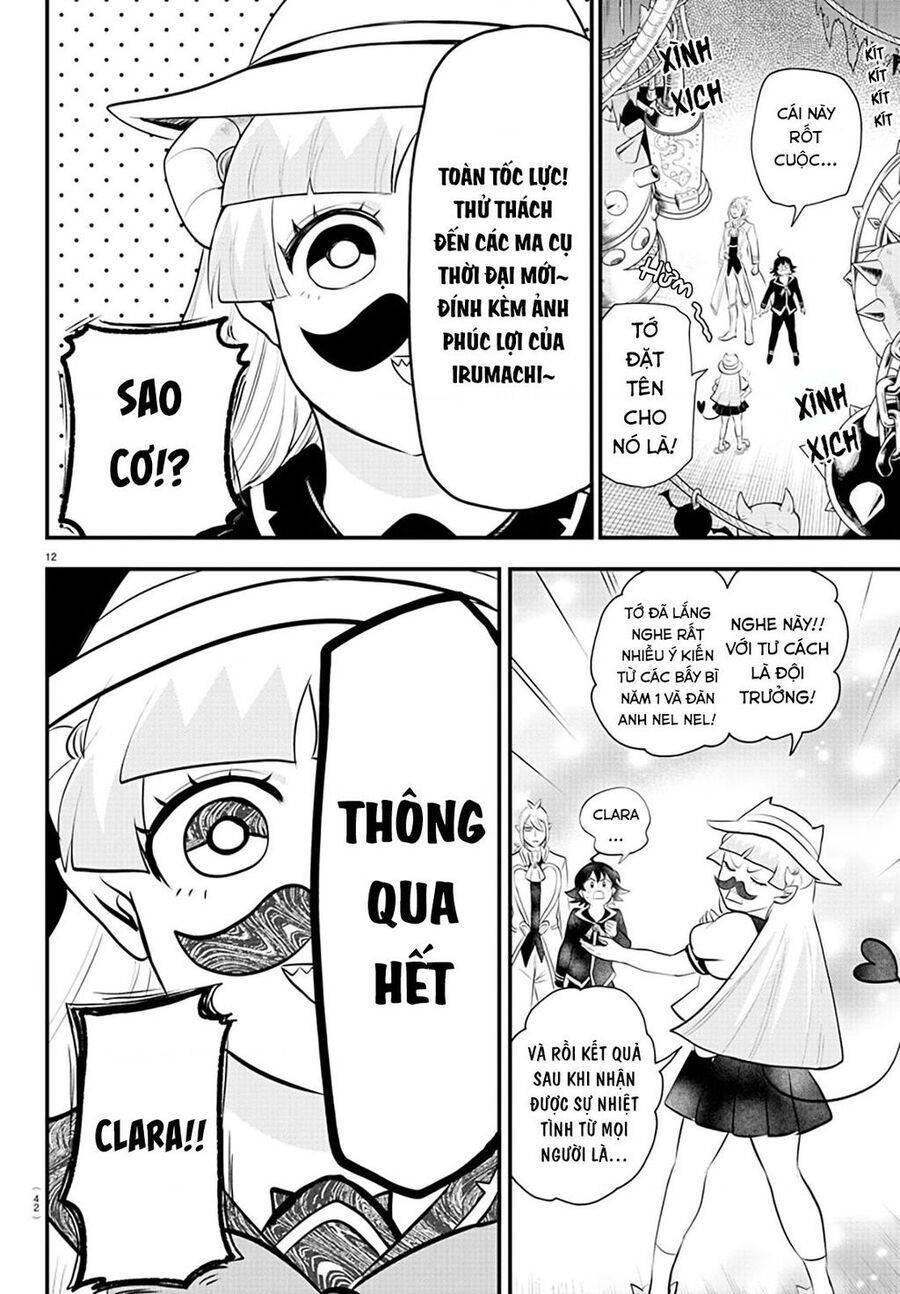 XÌNH
XỊCH
KÍT
KÍT
KÍT
KÍT
CÁI NÀY
RỐT
CUỘC...
Hừm
TỚ
ĐẶT
TÊN
CHO
NÓ LÀ!
XÌNH
XỊCH
TOÀN TỐC LỰC!
THỬ THÁCH
ĐẾN CÁC MA CỤ
THỜI ĐẠI MỚI~
ĐÍNH KÈM ẢNH
PHÚC LỢI CỦA
IRUMACHI~
SAO
CƠ!?
12
NGHE NÀY!!
VỚI TƯ CÁCH
LÀ ĐỘI
TRƯỞNG!
TỚ ĐÃ LẮNG
NGHE RẤT
NHIỀU Ý KIẾN
TỪ CÁC BẤY BÌ
NĂM 1 VÀ ĐÀN
ANH NEL NEL!
CLARA
...
VÀ RỒI KẾT QUẢ
SAU KHI NHẬN
ĐƯỢC SỰ NHIỆT
TÌNH TỪ MỌI
NGƯỜI LÀ...
THÔNG
QUA
HẾT
CLARA!!
(42)